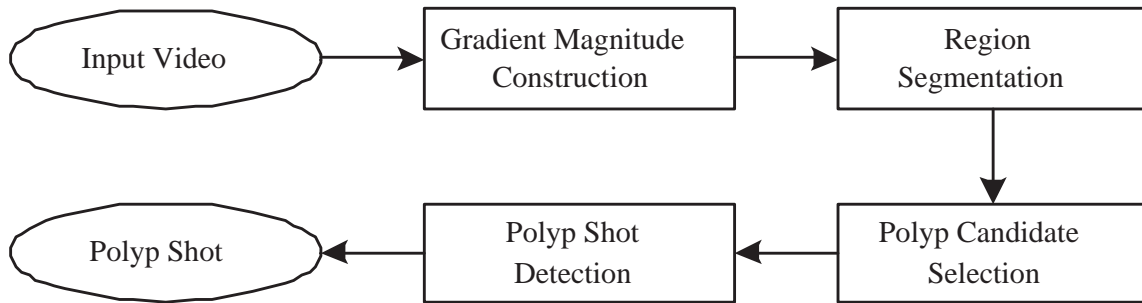 Input Video
Gradient Magnitude
Construction
Region
Segmentation
Polyp Shot
Polyp Shot
Detection
Polyp Candidate
Selection